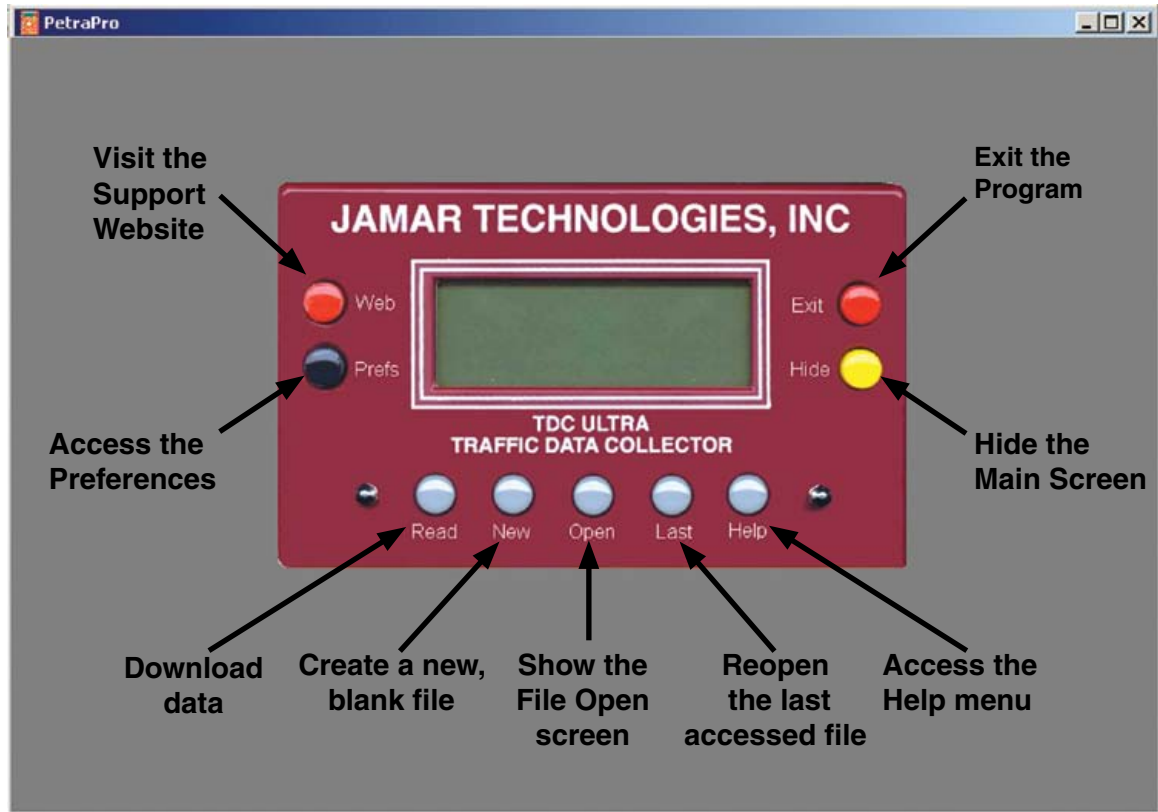 PetraPro
Visit the
Support
Website
Exit the
Program
JAMAR TECHNOLOGIES, INC
Web
Exit
Prefs
Hide
TDC ULTRA
TRAFFIC DATA COLLECTOR
Access the
Preferences
Hide the
Main Screen
Read
New
Open
Last
Help
Download
data
Create a new,
blank file
Show the
File Open
screen
Reopen
the last
accessed file
Access the
Help menu